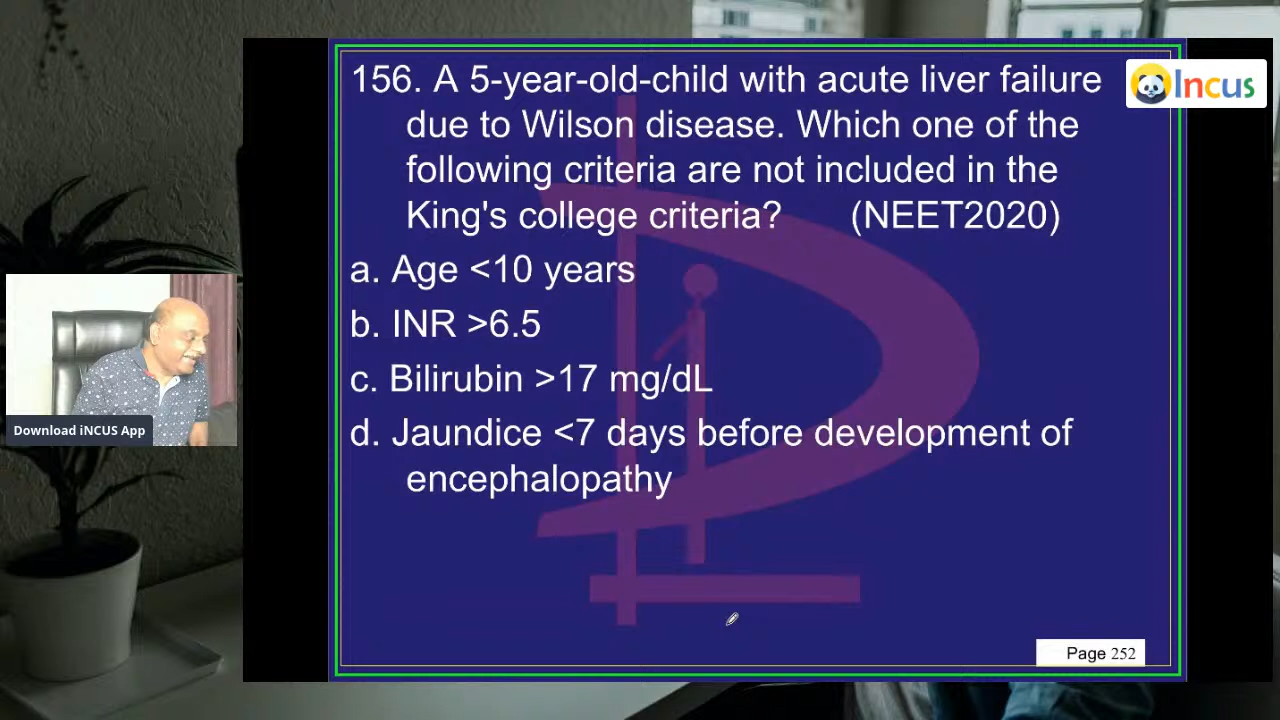 156. A 5-year-old-child with acute liver failure
due to Wilson disease. Which one of the
following criteria are not included in the
King's college criteria? (NEET2020)
a. Age <10 years
b. INR >6.5
c. Bilirubin >17 mg/dL
d. Jaundice <7 days before development of
encephalopathy
Incus
Download iNCUS App
Page 252